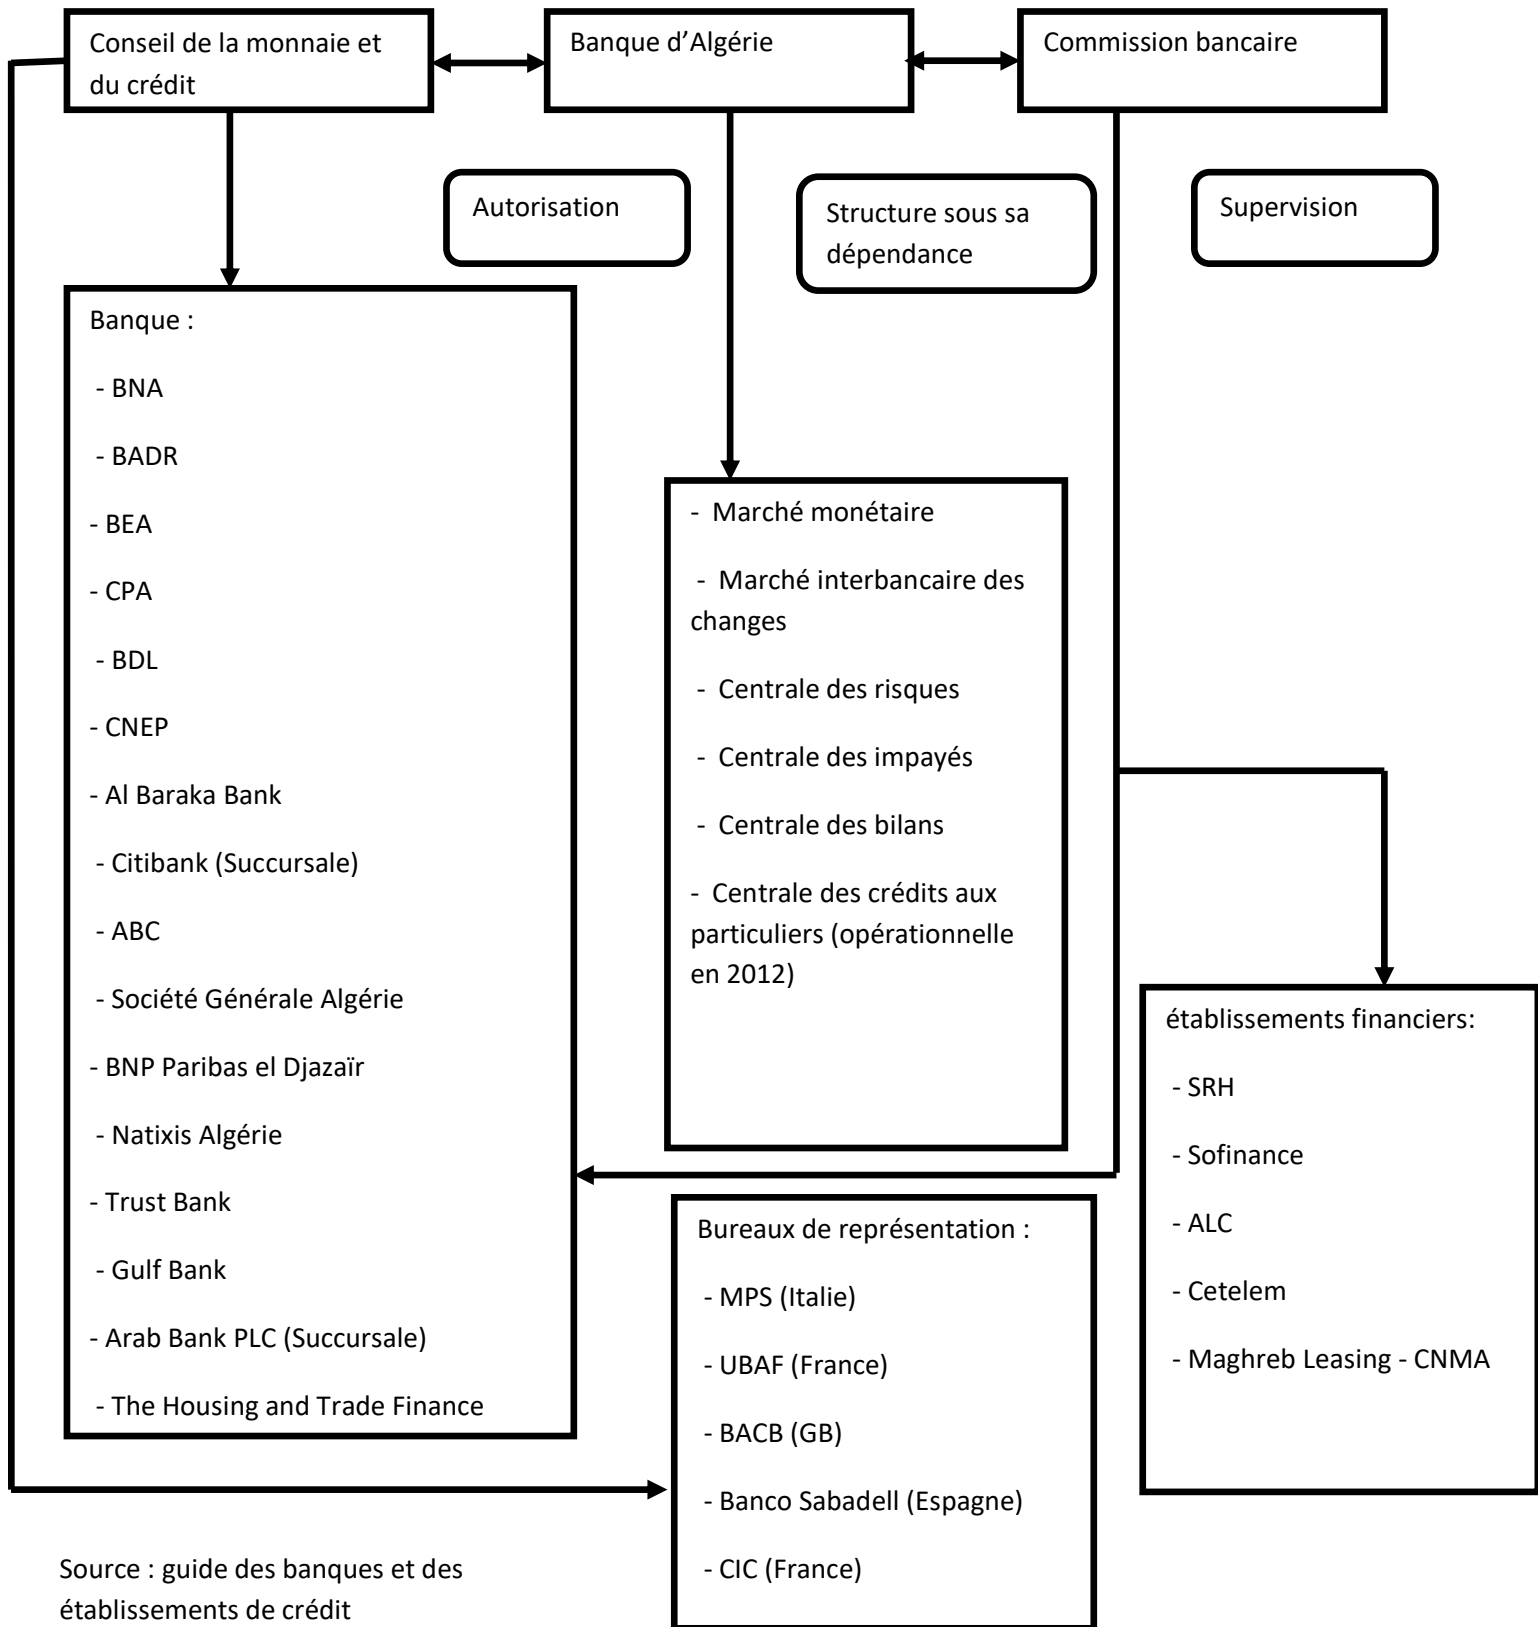 Conseil de la monnaie et
du crédit
Banque d’Algérie
Commission bancaire
Autorisation
Structure sous sa
dépendance
Supervision
Banque :
- BNA
- BADR
- BEA
- CPA
- BDL
- CNEP
- Al Baraka Bank
- Citibank (Succursale)
- ABC
- Société Générale Algérie
- BNP Paribas el Djazaïr
- Natixis Algérie
- Trust Bank
- Gulf Bank
- Arab Bank PLC (Succursale)
- The Housing and Trade Finance
- Marché monétaire
- Marché interbancaire des
changes
- Centrale des risques
- Centrale des impayés
- Centrale des bilans
- Centrale des crédits aux
particuliers (opérationnelle
en 2012)
établissements financiers:
- SRH
- Sofinance
- ALC
- Cetelem
- Maghreb Leasing - CNMA
Bureaux de représentation :
- MPS (Italie)
- UBAF (France)
- BACB (GB)
- Banco Sabadell (Espagne)
- CIC (France)
Source : guide des banques et des
établissements de crédit